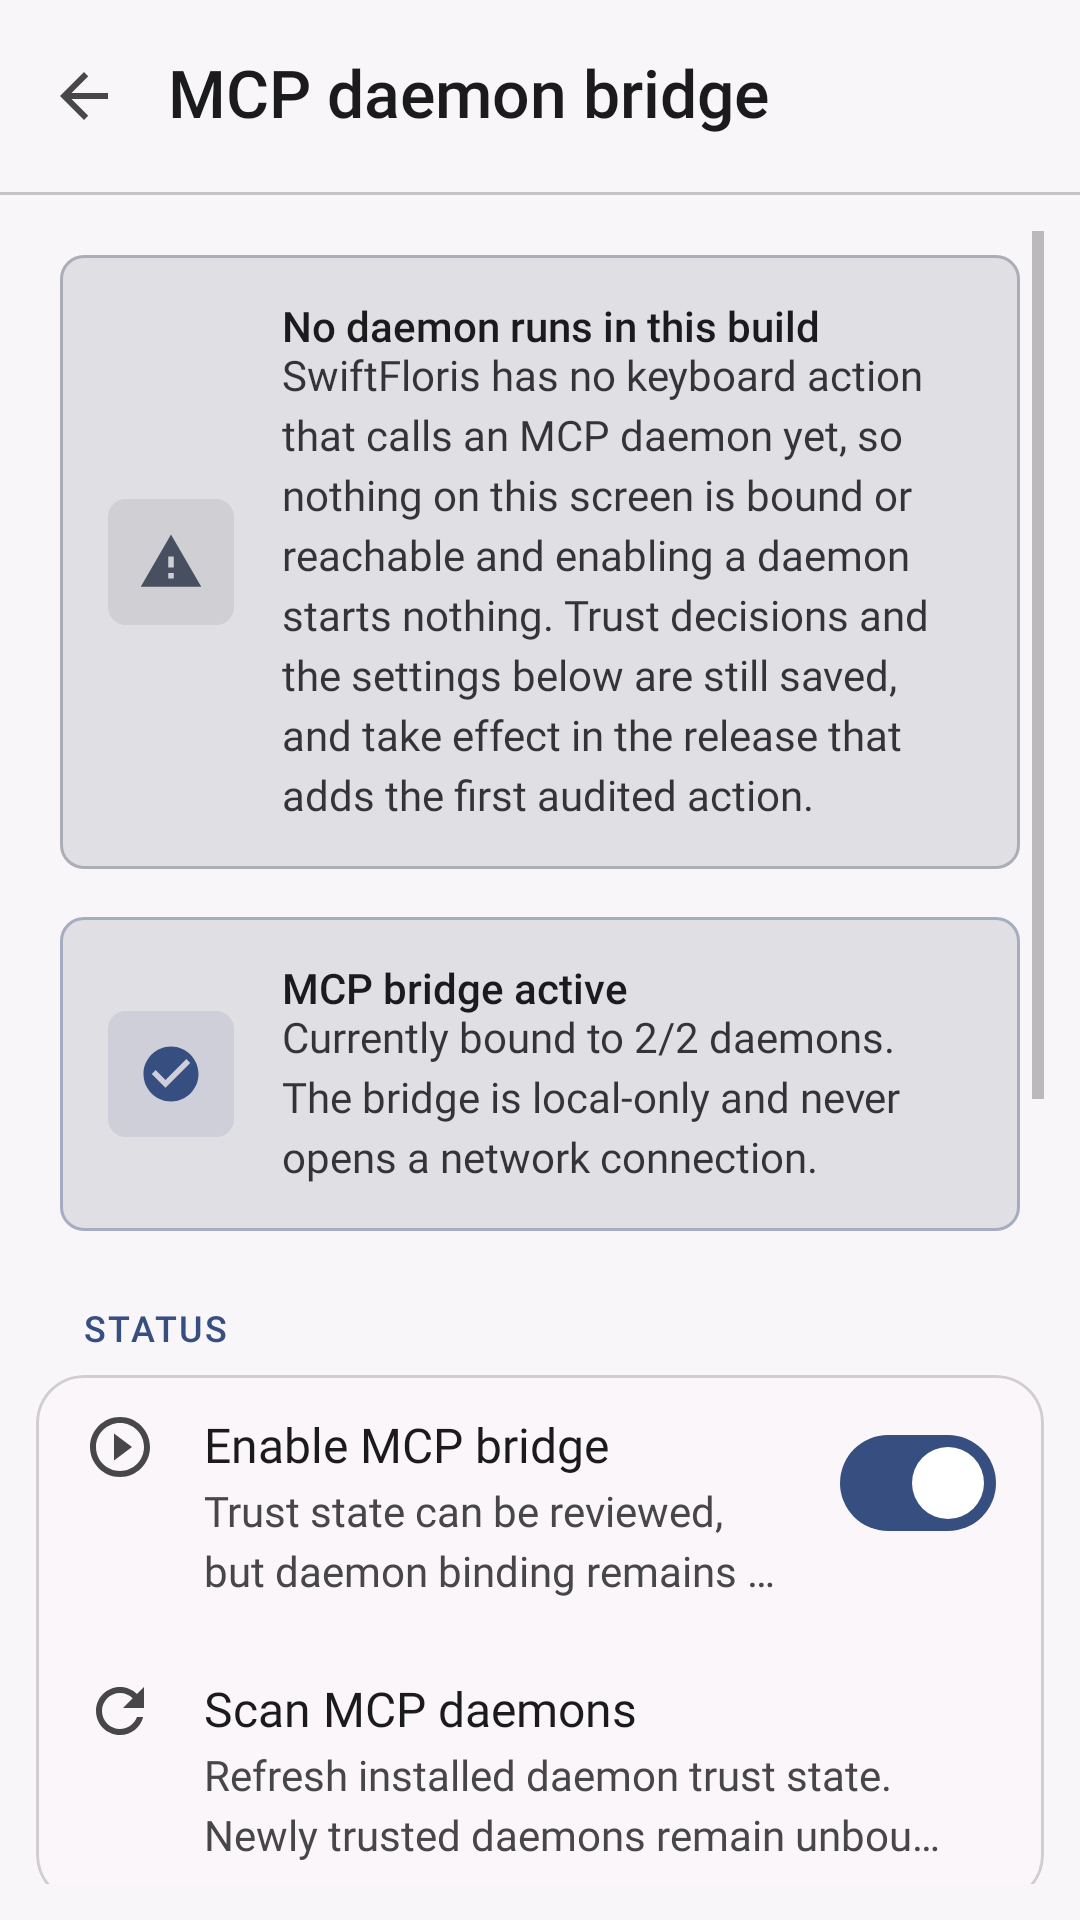 MCP daemon bridge
No daemon runs in this build
SwiftFloris has no keyboard action
that calls an MCP daemon yet, so
nothing on this screen is bound or
reachable and enabling a daemon
starts nothing. Trust decisions and
the settings below are still saved,
and take effect in the release that
adds the first audited action.
MCP bridge active
Currently bound to 2/2 daemons.
The bridge is local-only and never
opens a network connection.
STATUS
Enable MCP bridge
Trust state can be reviewed,
but daemon binding remains ...
Scan MCP daemons
Refresh installed daemon trust state.
Newly trusted daemons remain unbou...